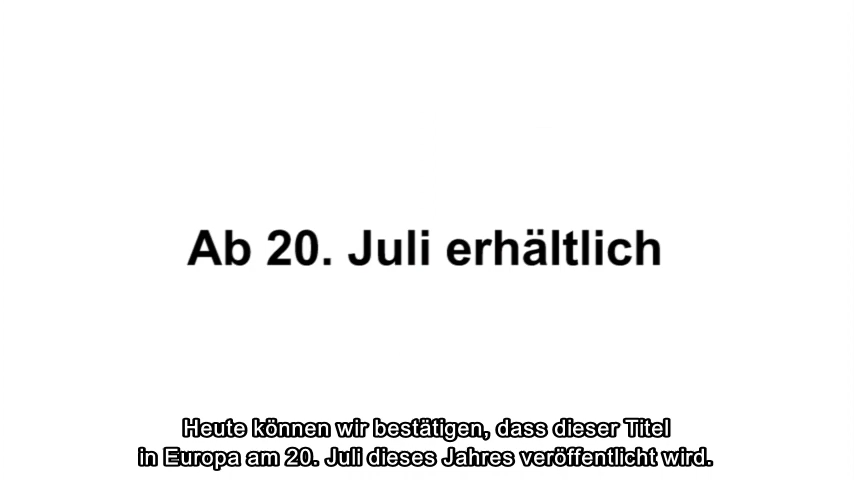 Ab 20. Juli erhältlich
Heute können wir bestätigen, dass dieser Titel
in Europa am 20. Juli dieses Jahres veröffentlicht wird.